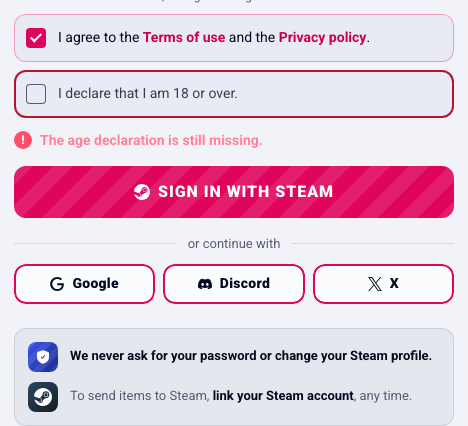 I agree to the Terms of use and the Privacy policy.
I declare that I am 18 or over.
The age declaration is still missing.
SIGN IN WITH STEAM
or continue with
Google
Discord
X
We never ask for your password or change your Steam profile.
To send items to Steam, link your Steam account, any time.